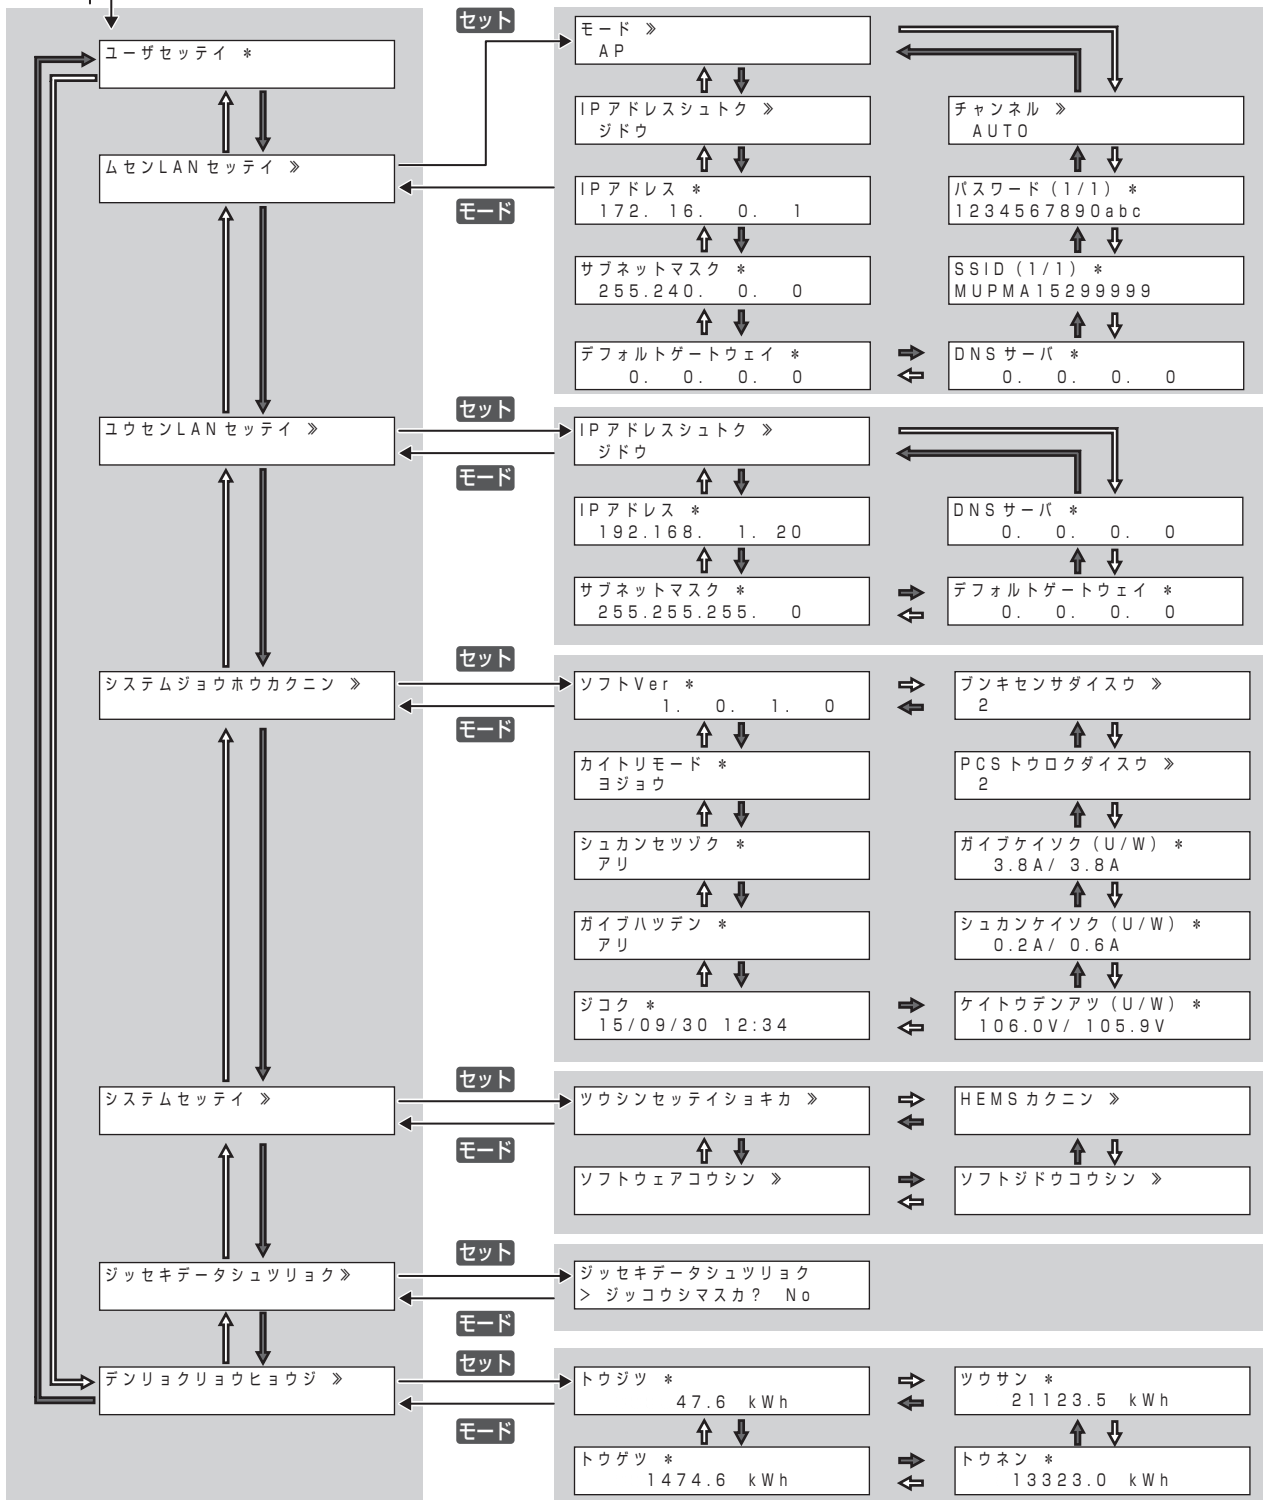 ユーザセッテイ *
ムセンLANセッテイ 》
セット
モード
モード 》
AP
IPアドレスシュトク 》
ジドウ
IPアドレス *
172. 16. 0. 1
サブネットマスク *
255.240. 0. 0
デフォルトゲートウェイ *
0. 0. 0. 0
チャンネル 》
AUTO
パスワード(1/1) *
1234567890abc
SSID(1/1) *
MUPMA15299999
DNSサーバ *
0. 0. 0. 0
ユウセンLANセッテイ 》
セット
モード
IPアドレスシュトク 》
ジドウ
IPアドレス *
192.168. 1. 20
サブネットマスク *
255.255.255. 0
DNSサーバ *
0. 0. 0. 0
デフォルトゲートウェイ *
0. 0. 0. 0
システムジョウホウカクニン 》
セット
モード
ソフトVer *
1. 0. 1. 0
カイトリモード *
ヨジョウ
シュカンセツゾク *
アリ
ガイブハツデン *
アリ
ジコク *
15/09/30 12:34
ブンキセンサダイスウ 》
2
PCSトウロクダイスウ 》
2
ガイブケイソク(U/W) *
3.8A/ 3.8A
シュカンケイソク(U/W) *
0.2A/ 0.6A
ケイトウデンアツ(U/W) *
106.0V/ 105.9V
システムセッテイ 》
セット
モード
ツウシンセッテイショキカ 》
ソフトウェアコウシン 》
HEMSカクニン 》
ソフトジドウコウシン 》
ジッセキデータシュツリョク》
セット
モード
ジッセキデータシュツリョク
> ジッコウシマスカ? No
デンリョクリョウヒョウジ 》
セット
モード
トウジツ *
47.6 kWh
トウゲツ *
1474.6 kWh
ツウサン *
21123.5 kWh
トウネン *
13323.0 kWh